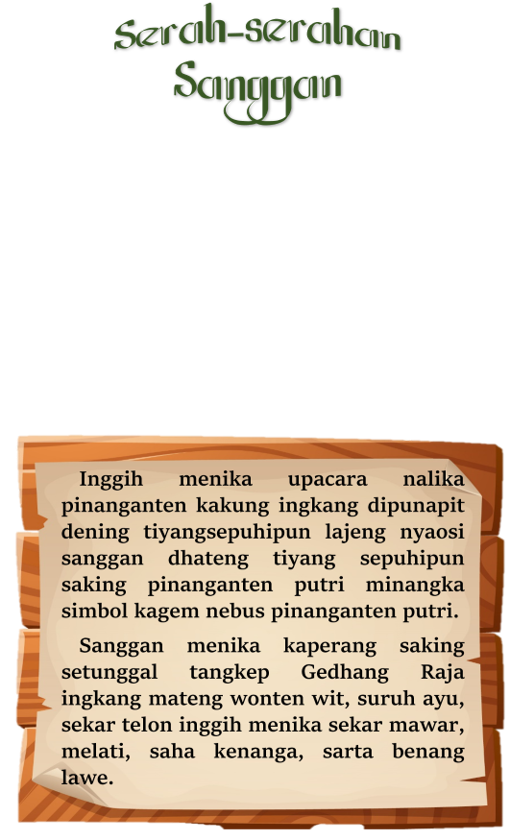 Serah-serahan
Sanggan
Inggih menika upacara nalika
pinanganten kakung ingkang dipunapit
dening tiyangsepuhipun lajeng nyaosi
sanggan dhateng tiyang sepuhipun
saking pinanganten putri minangka
simbol kagem nebus pinanganten putri.
Sanggan menika kaperang saking
setunggal tangkep Gedhang Raja
ingkang mateng wonten wit, suruh ayu,
sekar telon inggih menika sekar mawar,
melati, saha kenanga, sarta benang
lawe.